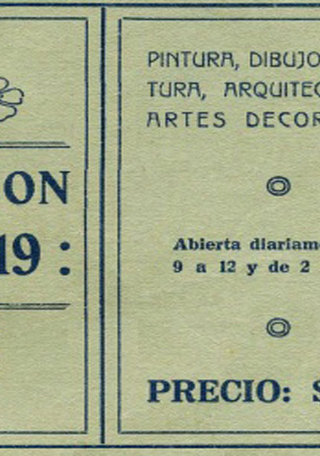 ON
19 :
PINTURA, DIBUJO
TURA, ARQUITEC
ARTES DECOR
Abierta diariam
9 a 12 y de 2
PRECIO: S